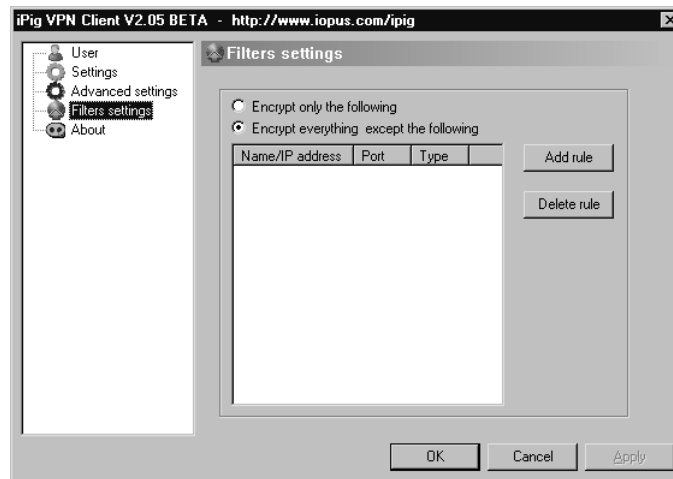 iPig VPN Client V2.05 BETA - http://www.iopus.com/ipig
User
Settings
Advanced settings
Filters settings
About
Filters settings
Encrypt only the following
Encrypt everything except the following
Name/IP address Port Type
Add rule
Delete rule
OK Cancel Apply